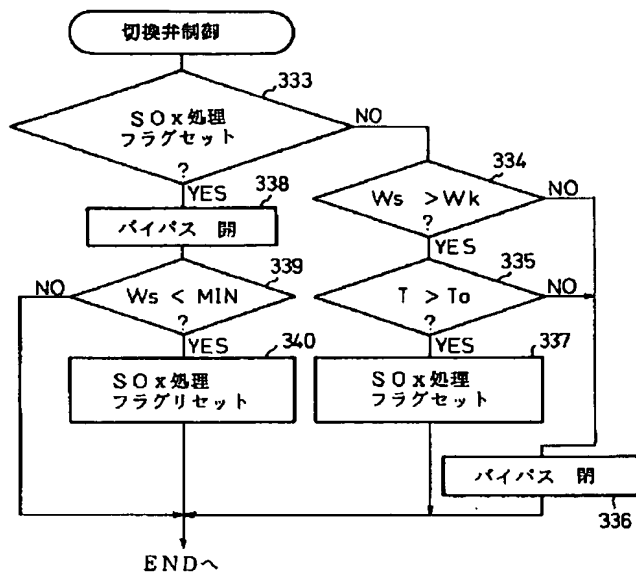 切換弁制御
333
SOx処理
フラグセット
?
NO
YES
338
バイパス 開
334
Ws >Wk
?
NO
YES
339
NO
Ws < MIN
?
YES
335
T > To
?
NO
YES
340
SOx処理
フラグリセット
337
SOx処理
フラグセット
バイパス 閉
336
ENDへ